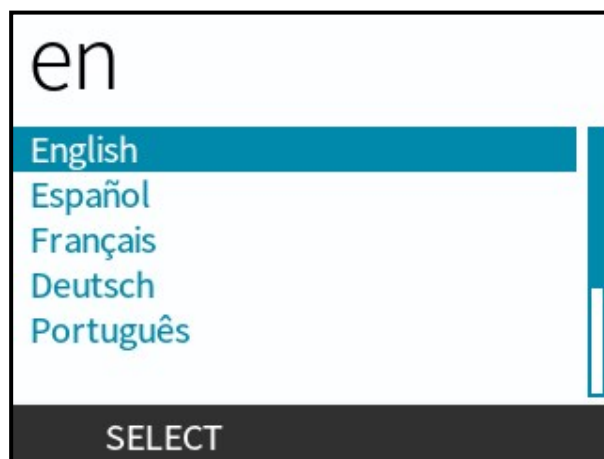 en
English
Español
Français
Deutsch
Português
SELECT